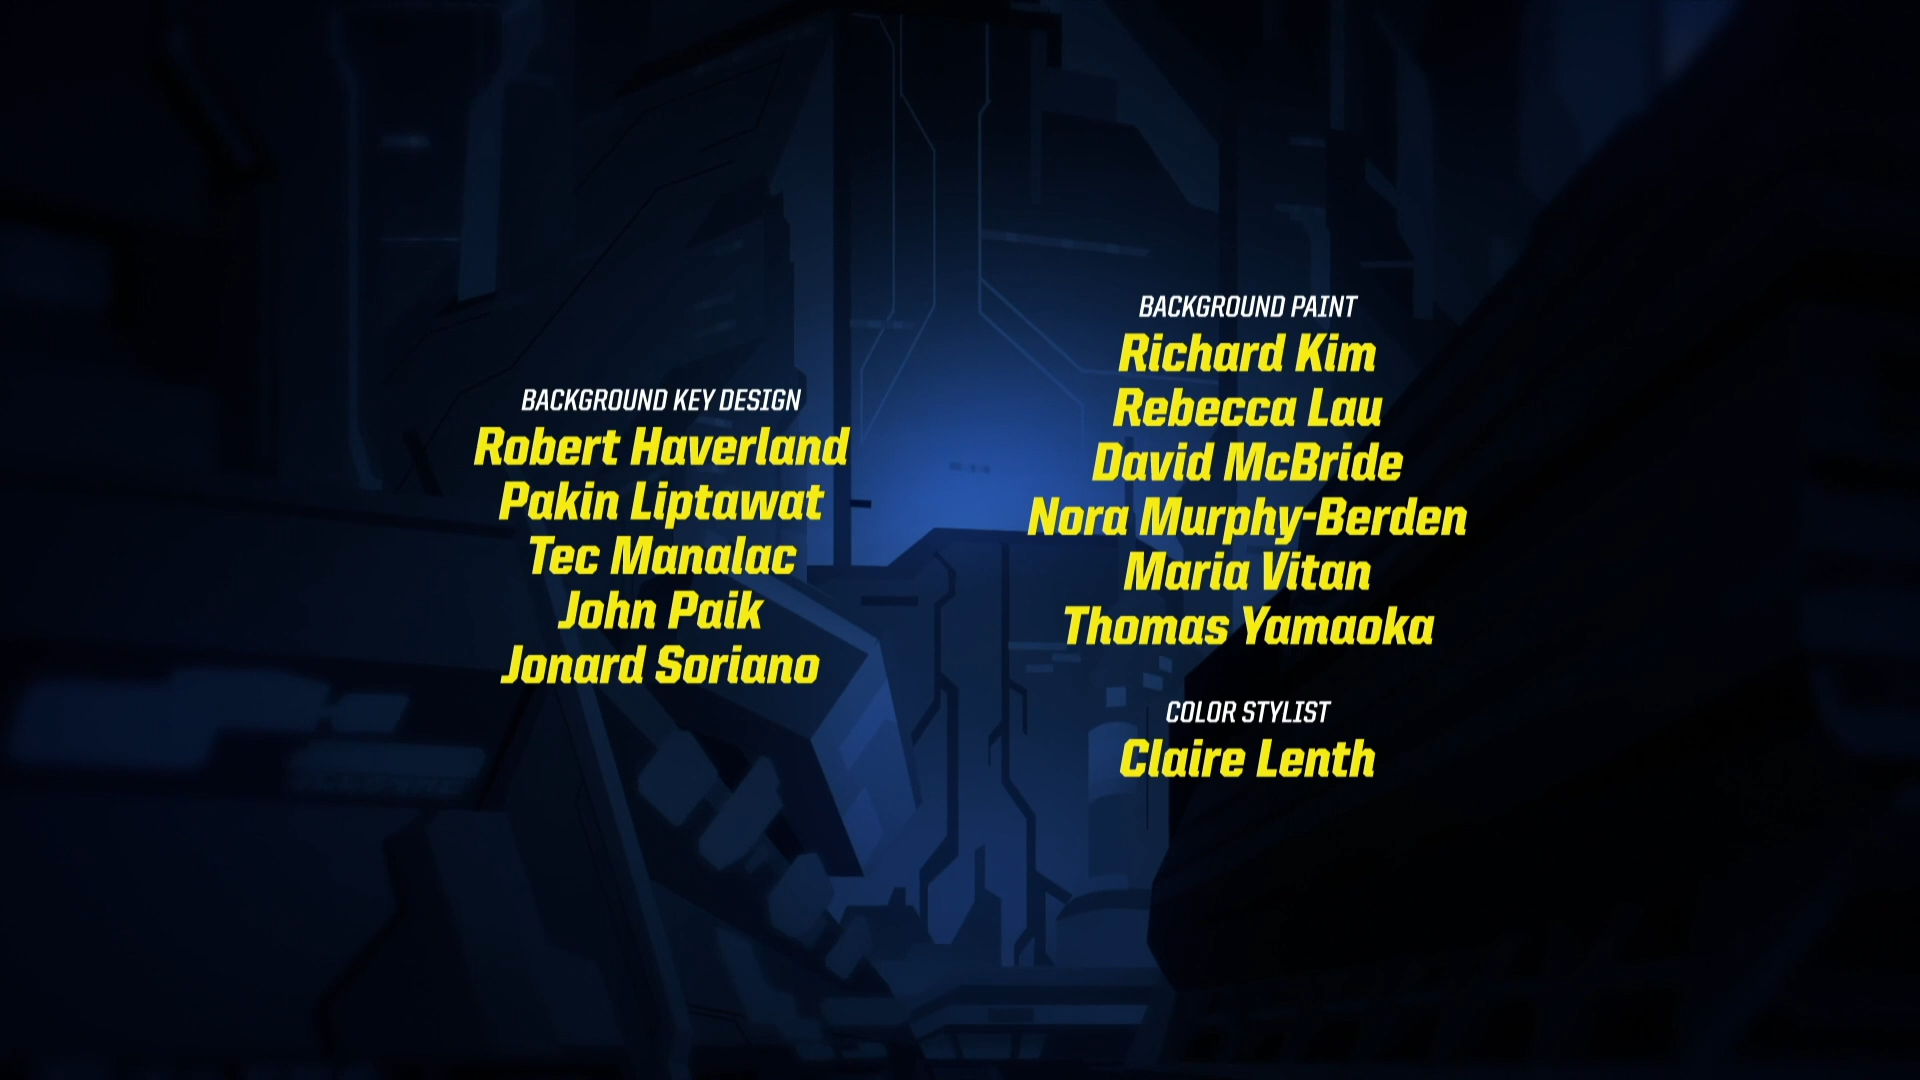 BACKGROUND KEY DESIGN
Robert Haverland
Pakin Liptawat
Tec Manalac
John Paik
Jonard Soriano
BACKGROUND PAINT
Richard Kim
Rebecca Lau
David McBride
Nora Murphy-Berden
Maria Vitan
Thomas Yamaoka
COLOR STYLIST
Claire Lenth